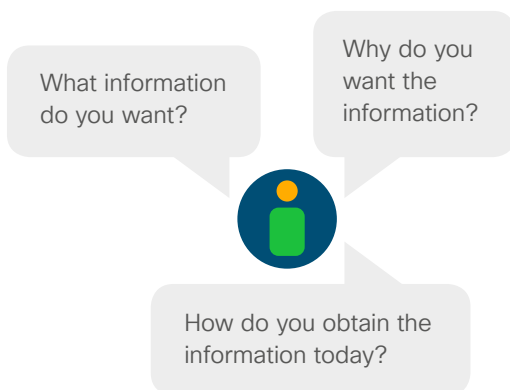 What information
do you want?
Why do you
want the
information?
How do you obtain the
information today?